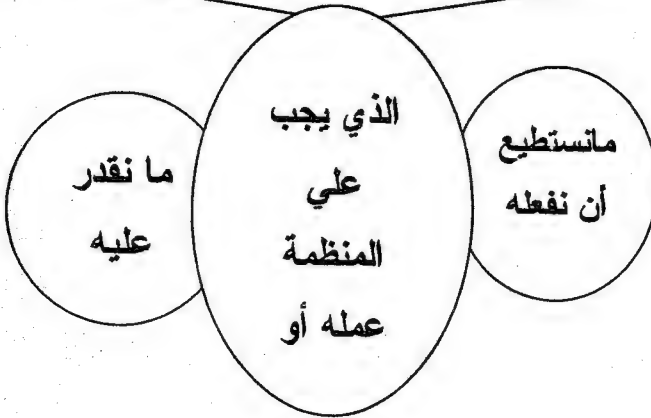 مانستطيع
أن نفعله
الذي يجب
علي
المنظمة
عمله أو
ما نقدر
عليه